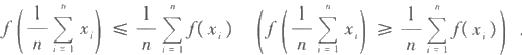 f ( 1/n ∑_{i=1}^{n} x_i ) ≤ 1/n ∑_{i=1}^{n} f(x_i) ( f ( 1/n ∑_{i=1}^{n} x_i ) ≥ 1/n ∑_{i=1}^{n} f(x_i) ) .